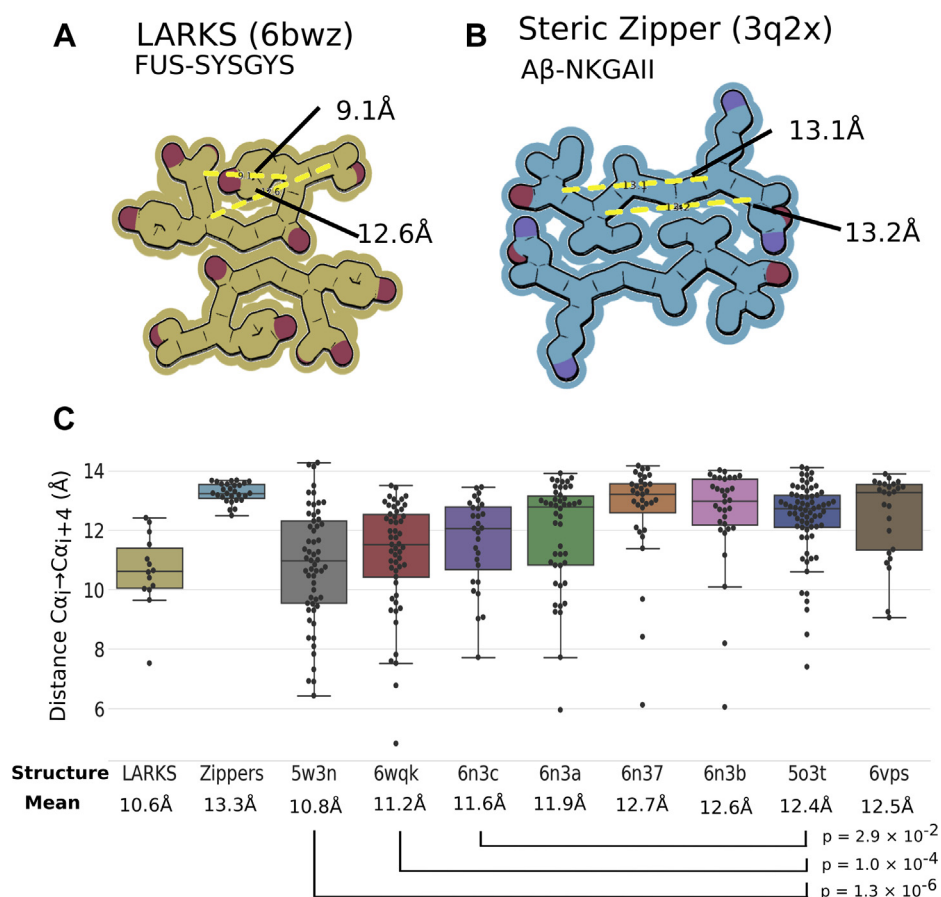 A
LARKS (6bwz)
FUS-SYSGYS
9.1Å
12.6Å
B
Steric Zipper (3q2x)
Aβ-NKGAII
13.1Å
13.2Å
C
Distance Cαi→Cαi+4 (Å)
14
12
10
8
6
Structure LARKS Zippers 5w3n 6wqk 6n3c 6n3a 6n37 6n3b 5o3t 6vps
Mean 10.6Å 13.3Å 10.8Å 11.2Å 11.6Å 11.9Å 12.7Å 12.6Å 12.4Å 12.5Å
p = 2.9 × 10-2
p = 1.0 × 10-4
p = 1.3 × 10-6